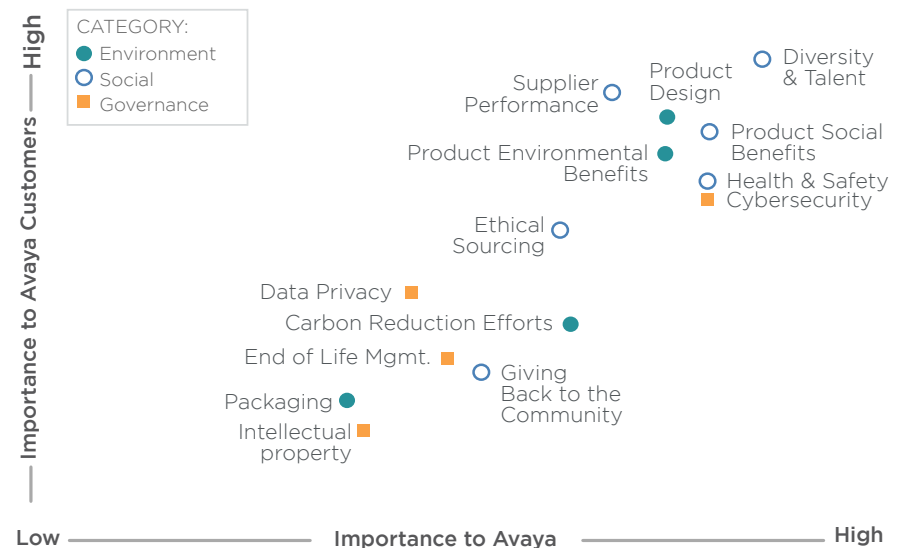 High
Importance to Avaya Customers
CATEGORY:
Environment
Social
Governance
Diversity
& Talent
Product
Design
Supplier
Performance
Product Social
Benefits
Product Environmental
Benefits
Health & Safety
Cybersecurity
Ethical
Sourcing
Data Privacy
Carbon Reduction Efforts
End of Life Mgmt.
Giving
Back to the
Community
Packaging
Intellectual
property
Low
Importance to Avaya
High